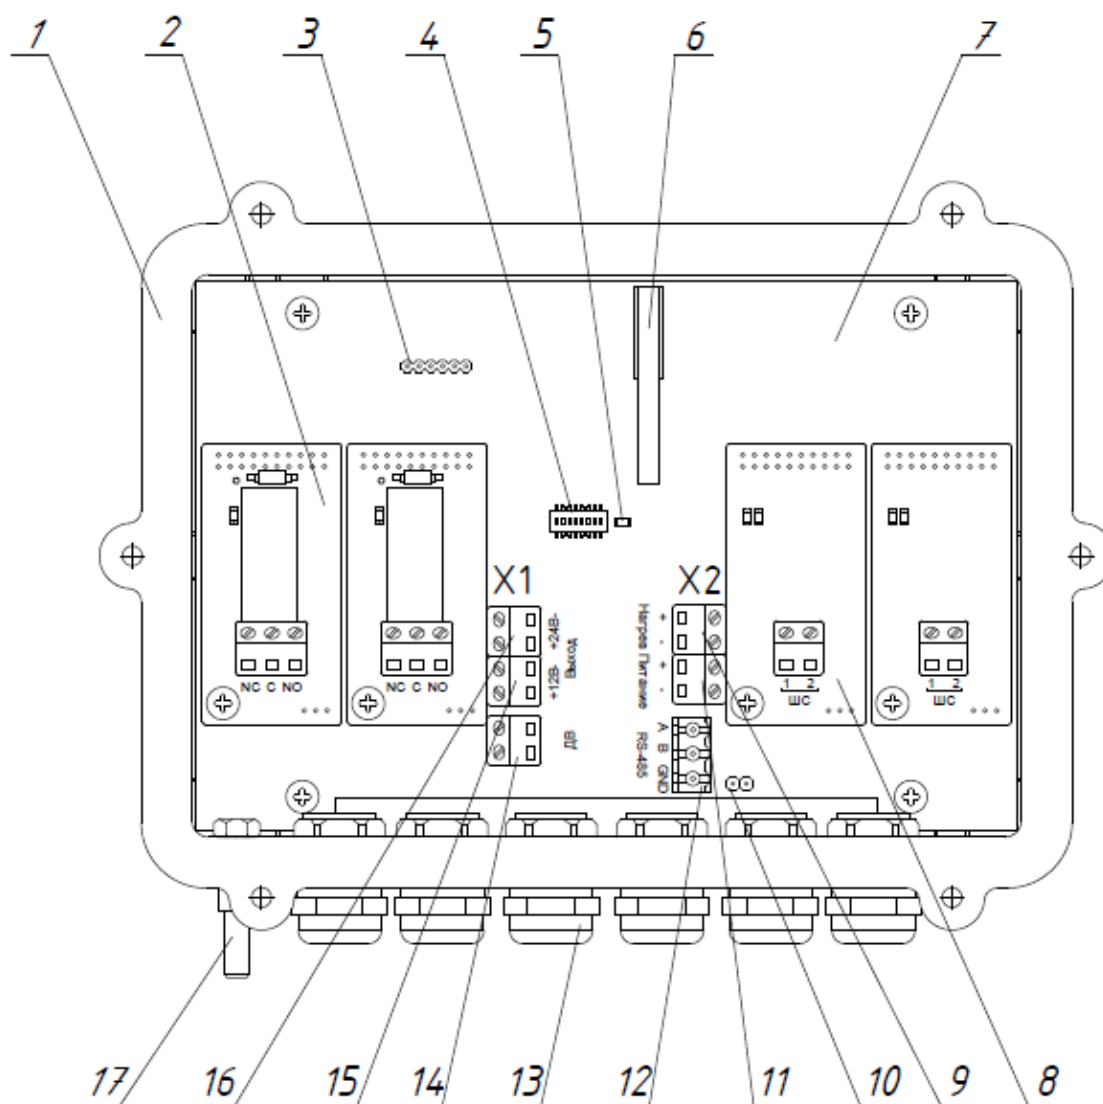 1 2 3 4 5 6 7
X1 X2
+24В-
+12В-
Выход
ДВ
Нагрев Питание
+
-
+
-
A B GND
RS-485
NC C NO
NC C NO
1 2
ШС
1 2
ШС
17 16 15 14 13 12 11 10 9 8